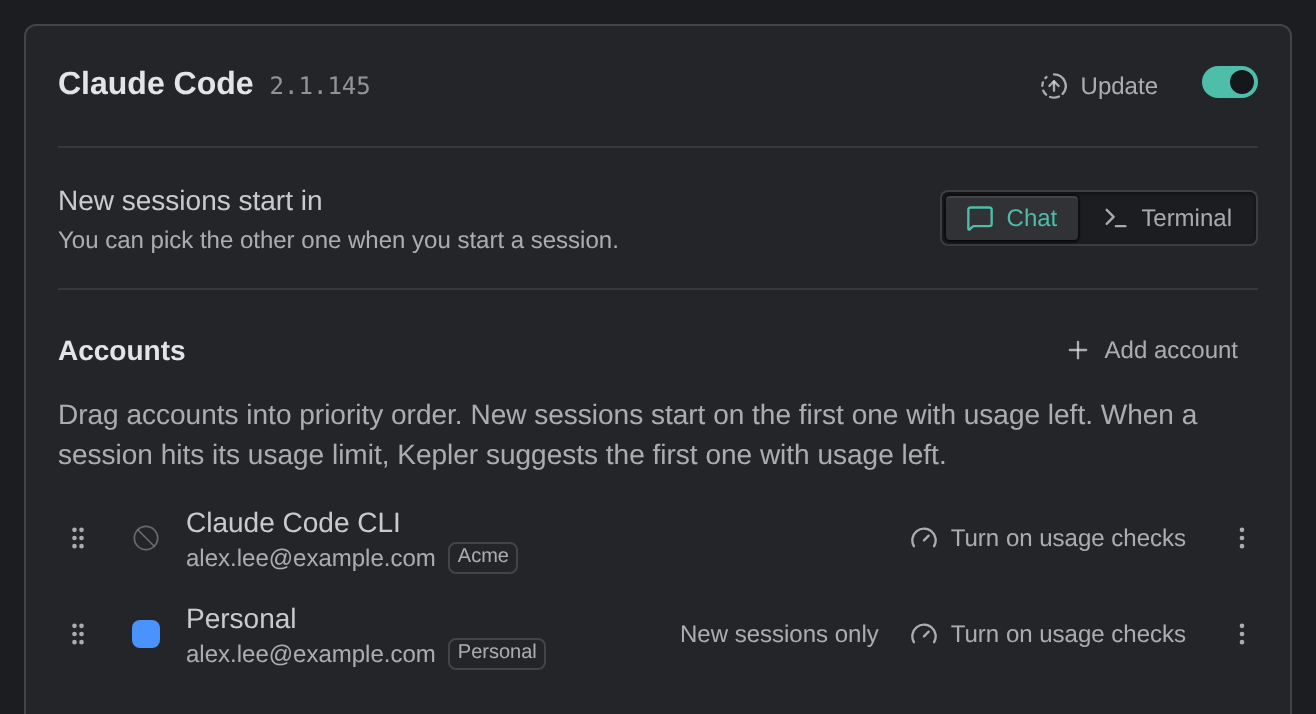 Claude Code 2.1.145 Update
New sessions start in
You can pick the other one when you start a session.
Chat Terminal
Accounts Add account
Drag accounts into priority order. New sessions start on the first one with usage left. When a
session hits its usage limit, Kepler suggests the first one with usage left.
Claude Code CLI
alex.lee@example.com Acme
Turn on usage checks
Personal
alex.lee@example.com Personal
New sessions only Turn on usage checks